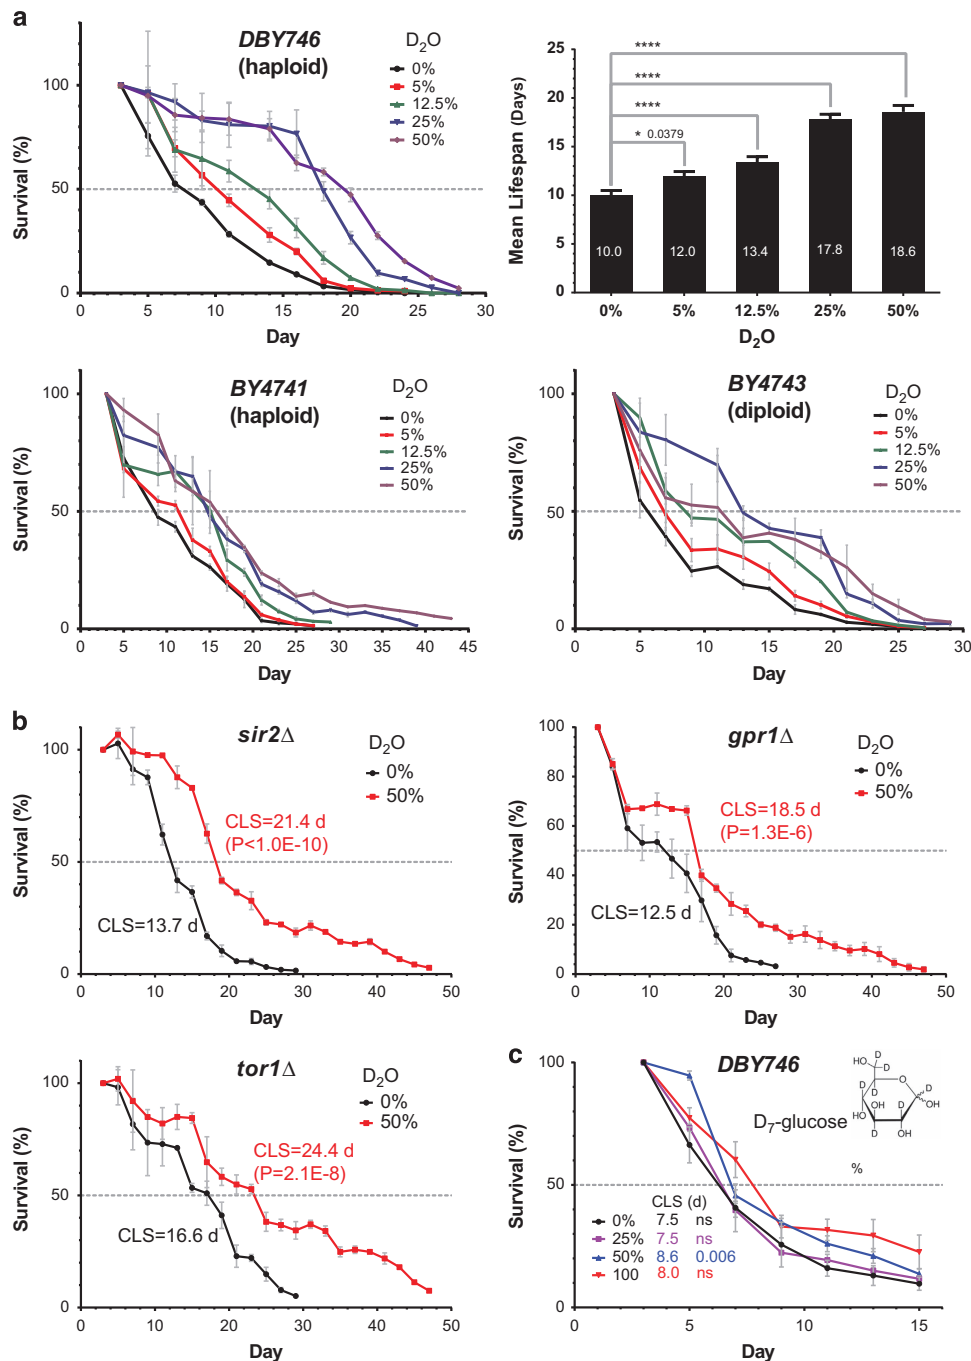 a
DBY746
(haploid)
D2O
0%
5%
12.5%
25%
50%
Survival (%)
100
50
0
0 5 10 15 20 25 30
Day
Mean Lifespan (Days)
25
20
15
10
5
0
****
****
****
* 0.0379
10.0 12.0 13.4 17.8 18.6
0% 5% 12.5% 25% 50%
D2O
BY4741
(haploid)
D2O
0%
5%
12.5%
25%
50%
Survival (%)
100
50
0
0 5 10 15 20 25 30 35 40 45
Day
BY4743
(diploid)
D2O
0%
5%
12.5%
25%
50%
Survival (%)
100
50
0
0 5 10 15 20 25 30
Day
b
sir2Δ
D2O
0%
50%
CLS=21.4 d
(P<1.0E-10)
CLS=13.7 d
Survival (%)
100
50
0
0 10 20 30 40 50
Day
gpr1Δ
D2O
0%
50%
CLS=18.5 d
(P=1.3E-6)
CLS=12.5 d
Survival (%)
100
80
60
40
20
0
0 10 20 30 40 50
Day
tor1Δ
D2O
0%
50%
CLS=24.4 d
(P=2.1E-8)
CLS=16.6 d
Survival (%)
100
50
0
0 10 20 30 40 50
Day
c
DBY746
D7-glucose
D
HO
D
D
O
D
D
HO
OH
D
OH
HO
D
OH
%
CLS (d)
0% 7.5 ns
25% 7.5 ns
50% 8.6 0.006
100 8.0 ns
Survival (%)
100
50
0
0 5 10 15
Day